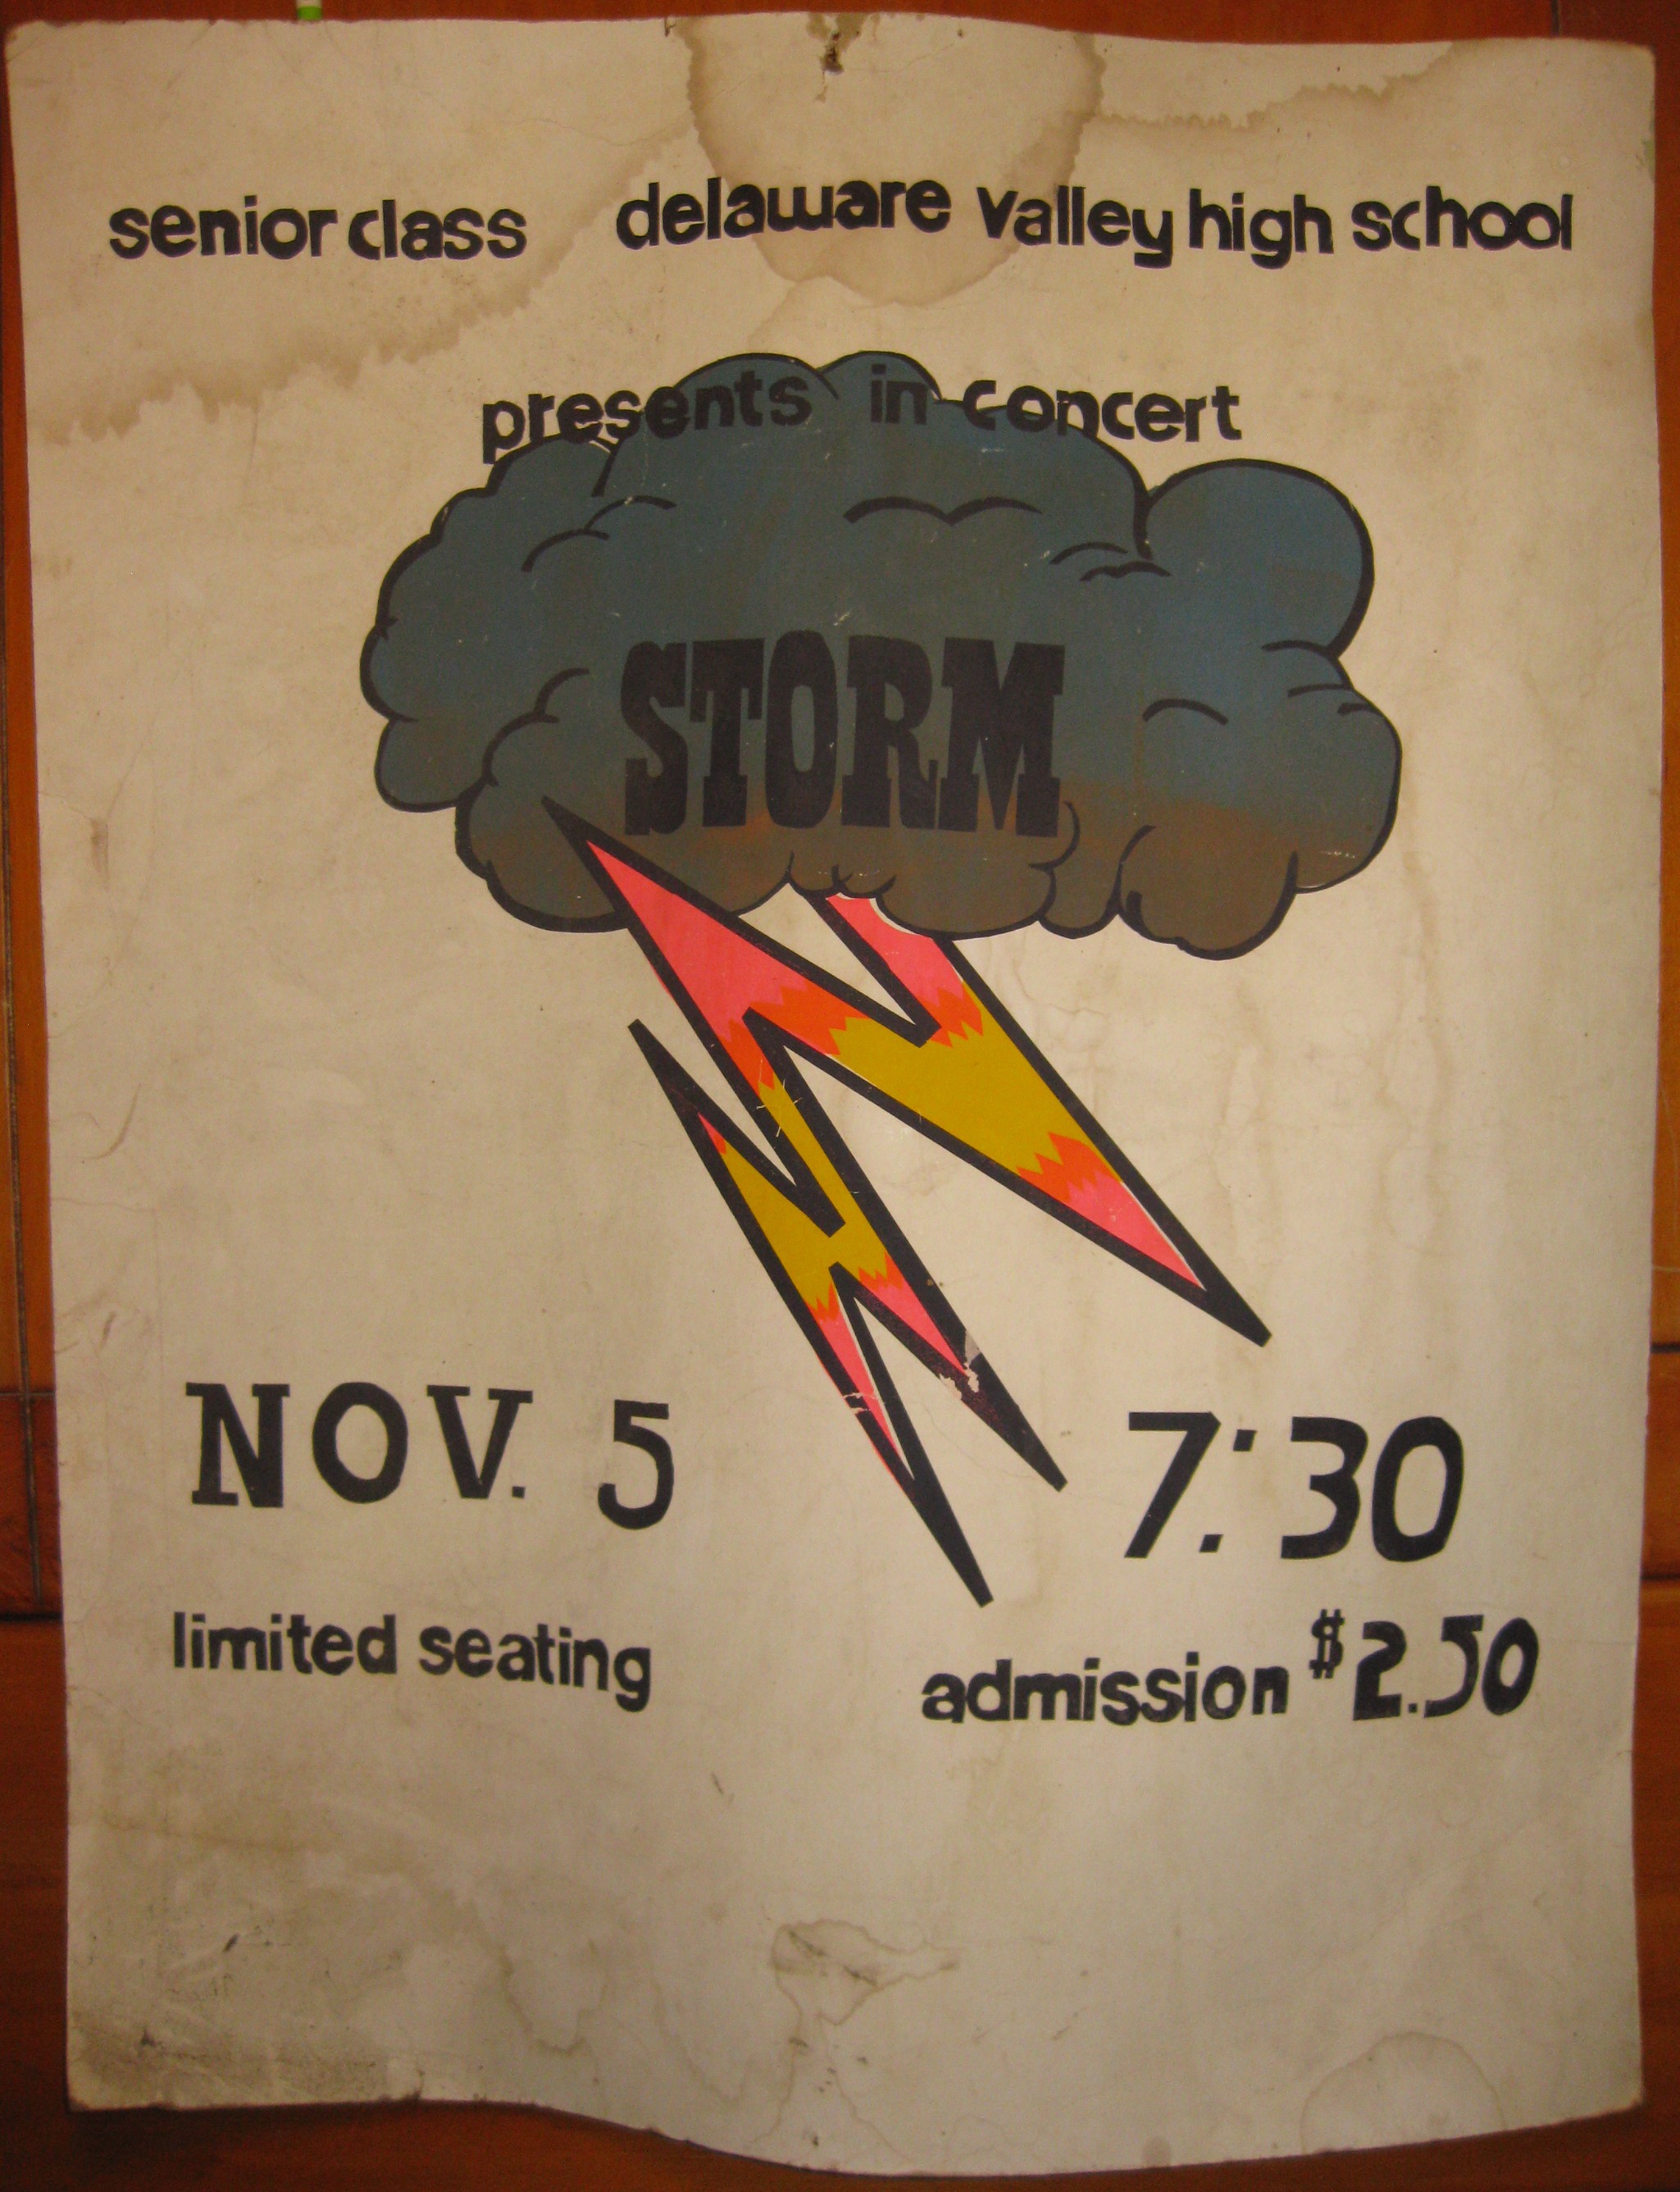 senior class delaware valley high school
presents in concert
STORM
NOV. 5 7:30
limited seating admission $2.50